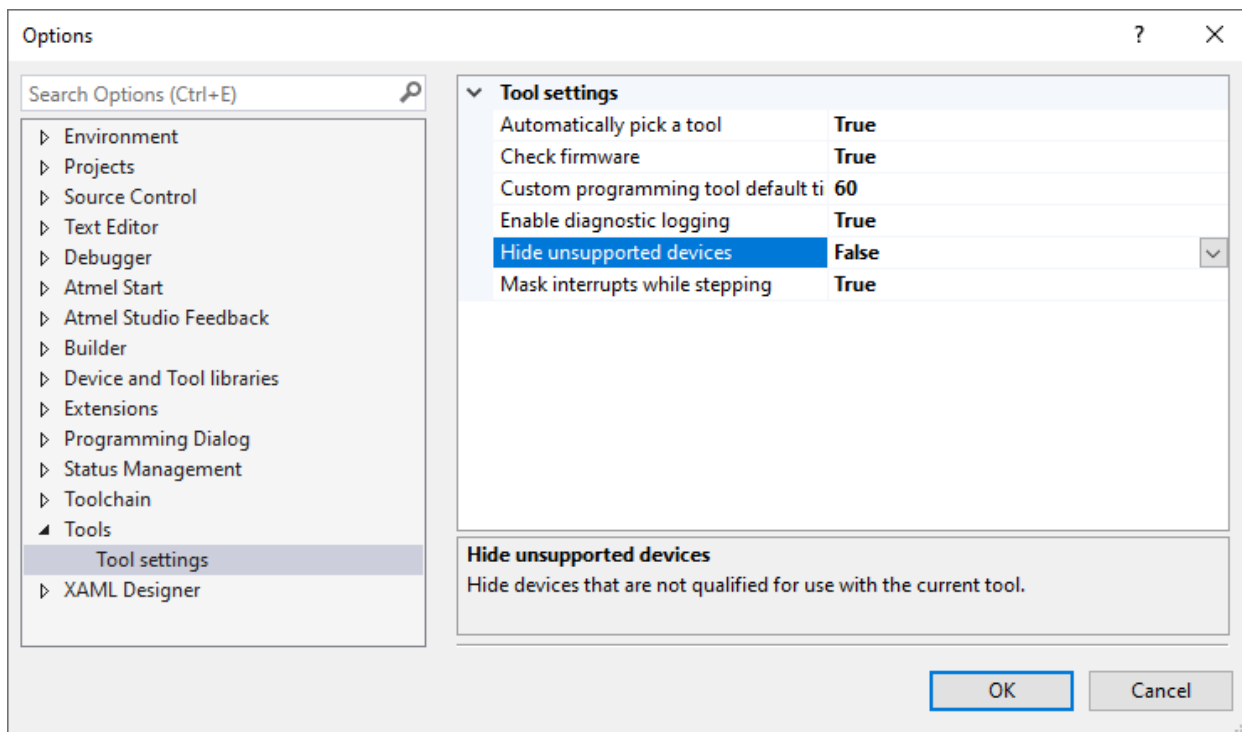 Options
?
Search Options (Ctrl+E)
Environment
Projects
Source Control
Text Editor
Debugger
Atmel Start
Atmel Studio Feedback
Builder
Device and Tool libraries
Extensions
Programming Dialog
Status Management
Toolchain
Tools
Tool settings
XAML Designer
Tool settings
Automatically pick a tool True
Check firmware True
Custom programming tool default ti 60
Enable diagnostic logging True
Hide unsupported devices False
Mask interrupts while stepping True
Hide unsupported devices
Hide devices that are not qualified for use with the current tool.
OK Cancel